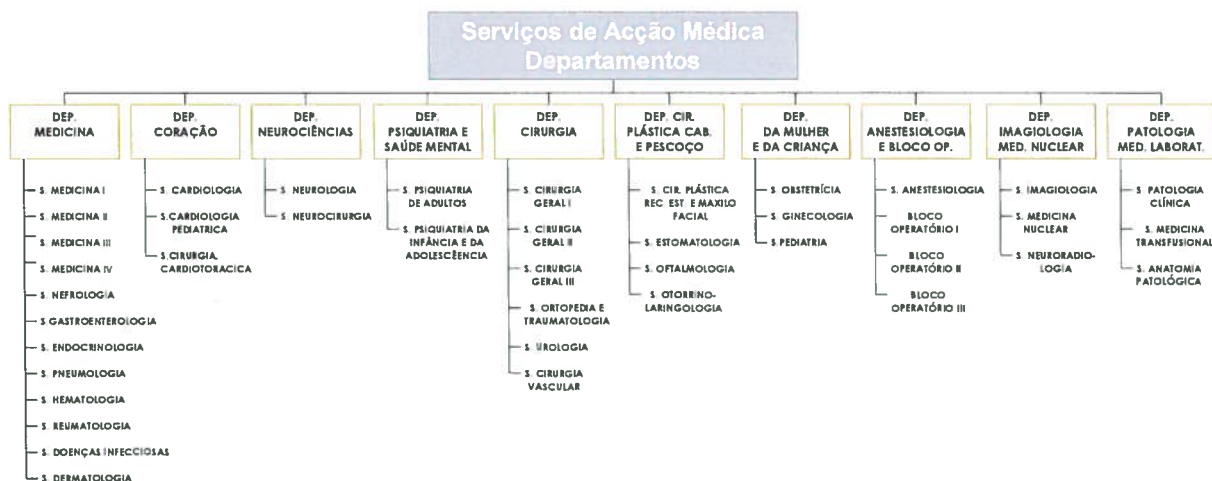 Serviços de Acção Médica
Departamentos
DEP.
MEDICINA
S. MEDICINA I
S. MEDICINA II
S. MEDICINA III
S. MEDICINA IV
S. NEFROLOGIA
S GASTROENTEROLOGIA
S. ENDOCRINOLOGIA
S. PNEUMOLOGIA
S. HEMATOLOGIA
S. REUMATOLOGIA
S. DOENÇAS INFECCIOSAS
S. DERMATOLOGIA
DEP.
CORAÇÃO
S. CARDIOLOGIA
S.CARDIOLOGIA
PEDIATRICA
S.CIRURGIA.
CARDIOTORACICA
DEP.
NEUROCIÊNCIAS
S. NEUROLOGIA
S. NEUROCIRURGIA
DEP.
PSIQUIATRIA E
SAÚDE MENTAL
S. PSIQUIATRIA
DE ADULTOS
S. PSIQUIATRIA DA
INFÂNCIA E DA
ADOLESCÊENCIA
DEP.
CIRURGIA
S. CIRURGIA
GERAL I
S. CIRURGIA
GERAL II
S. CIRURGIA
GERAL III
S. ORTOPEDIA E
TRAUMATOLOGIA
S. UROLOGIA
S. CIRURGIA
VASCULAR
DEP. CIR.
PLÁSTICA CAB.
E PESCOÇO
S. CIR. PLÁSTICA
REC. EST. E MAXILO
FACIAL
S. ESTOMATOLOGIA
S. OFTALMOLOGIA
S. OTORRINO-
LARINGOLOGIA
DEP.
DA MULHER
E DA CRIANÇA
S. OBSTETRÍCIA
S. GINECOLOGIA
S.PEDIATRIA
DEP.
ANESTESIOLOGIA
E BLOCO OP.
S. ANESTESIOLOGIA
BLOCO
OPERATÓRIO I
BLOCO
OPERATÓRIO II
BLOCO
OPERATÓRIO III
DEP.
IMAGIOLOGIA
MED. NUCLEAR
S. IMAGIOLOGIA
S. MEDICINA
NUCLEAR
S. NEURORADIO-
LOGIA
DEP.
PATOLOGIA
MED. LABORAT.
S. PATOLOGIA
CLÍNICA
S. MEDICINA
TRANSFUSIONAL
S. ANATOMIA
PATOLÓGICA